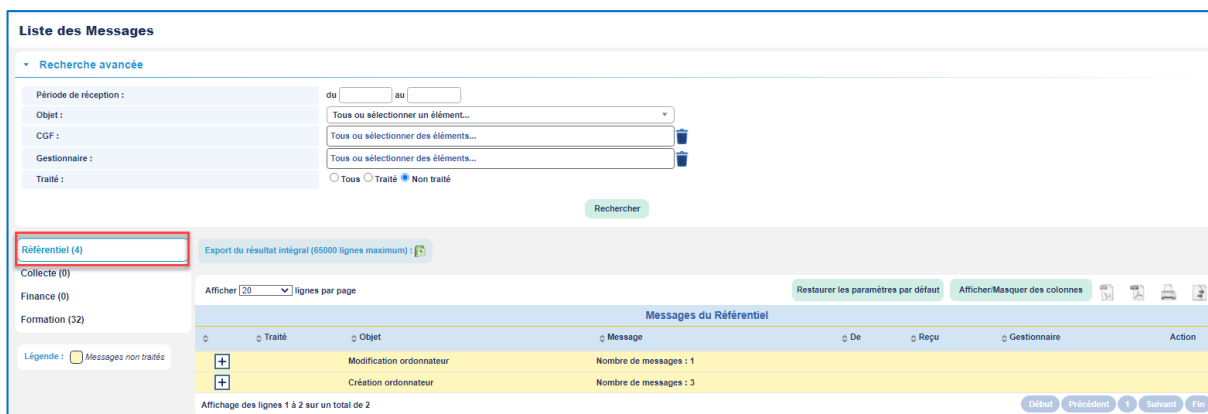 Liste des Messages
Recherche avancée
Période de réception : du au
Objet : Tous ou sélectionner un élément...
CGF : Tous ou sélectionner des éléments...
Gestionnaire : Tous ou sélectionner des éléments...
Traité : Tous Traité Non traité
Rechercher
Référentiel (4)
Collecte (0)
Finance (0)
Formation (32)
Légende : Messages non traités
Export du résultat intégral (65000 lignes maximum) :
Afficher 20 lignes par page
Restaurer les paramètres par défaut Afficher/Masquer des colonnes
Messages du Référentiel
Traité Objet Message De Reçu Gestionnaire Action
Modification ordonnateur Nombre de messages : 1
Création ordonnateur Nombre de messages : 3
Affichage des lignes 1 à 2 sur un total de 2
Début Précédent 1 Suivant Fin